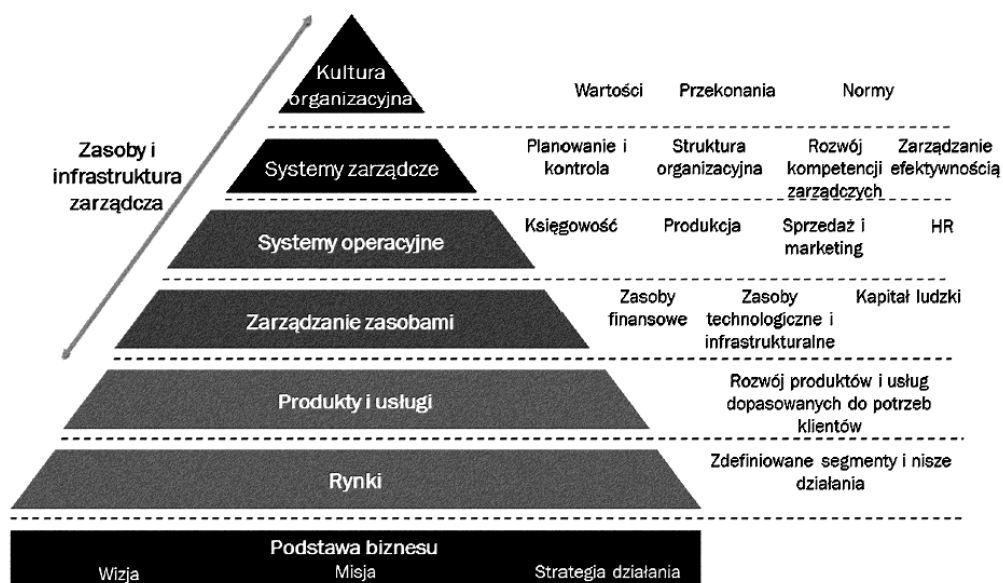 Kultura
organizacyjna
Wartości Przekonania Normy
Zasoby i
infrastruktura
zarządcza
Systemy zarządcze
Planowanie i
kontrola
Struktura
organizacyjna
Rozwój
kompetencji
zarządczych
Zarządzanie
efektywnością
Systemy operacyjne
Księgowość
Produkcja
Sprzedaż i
marketing
HR
Zarządzanie zasobami
Zasoby
finansowe
Zasoby
technologiczne i
infrastrukturalne
Kapitał ludzki
Produkty i usługi
Rozwój produktów i usług
dopasowanych do potrzeb
klientów
Rynki
Zdefiniowane segmenty i nisze
działania
Podstawa biznesu
Wizja Misja Strategia działania